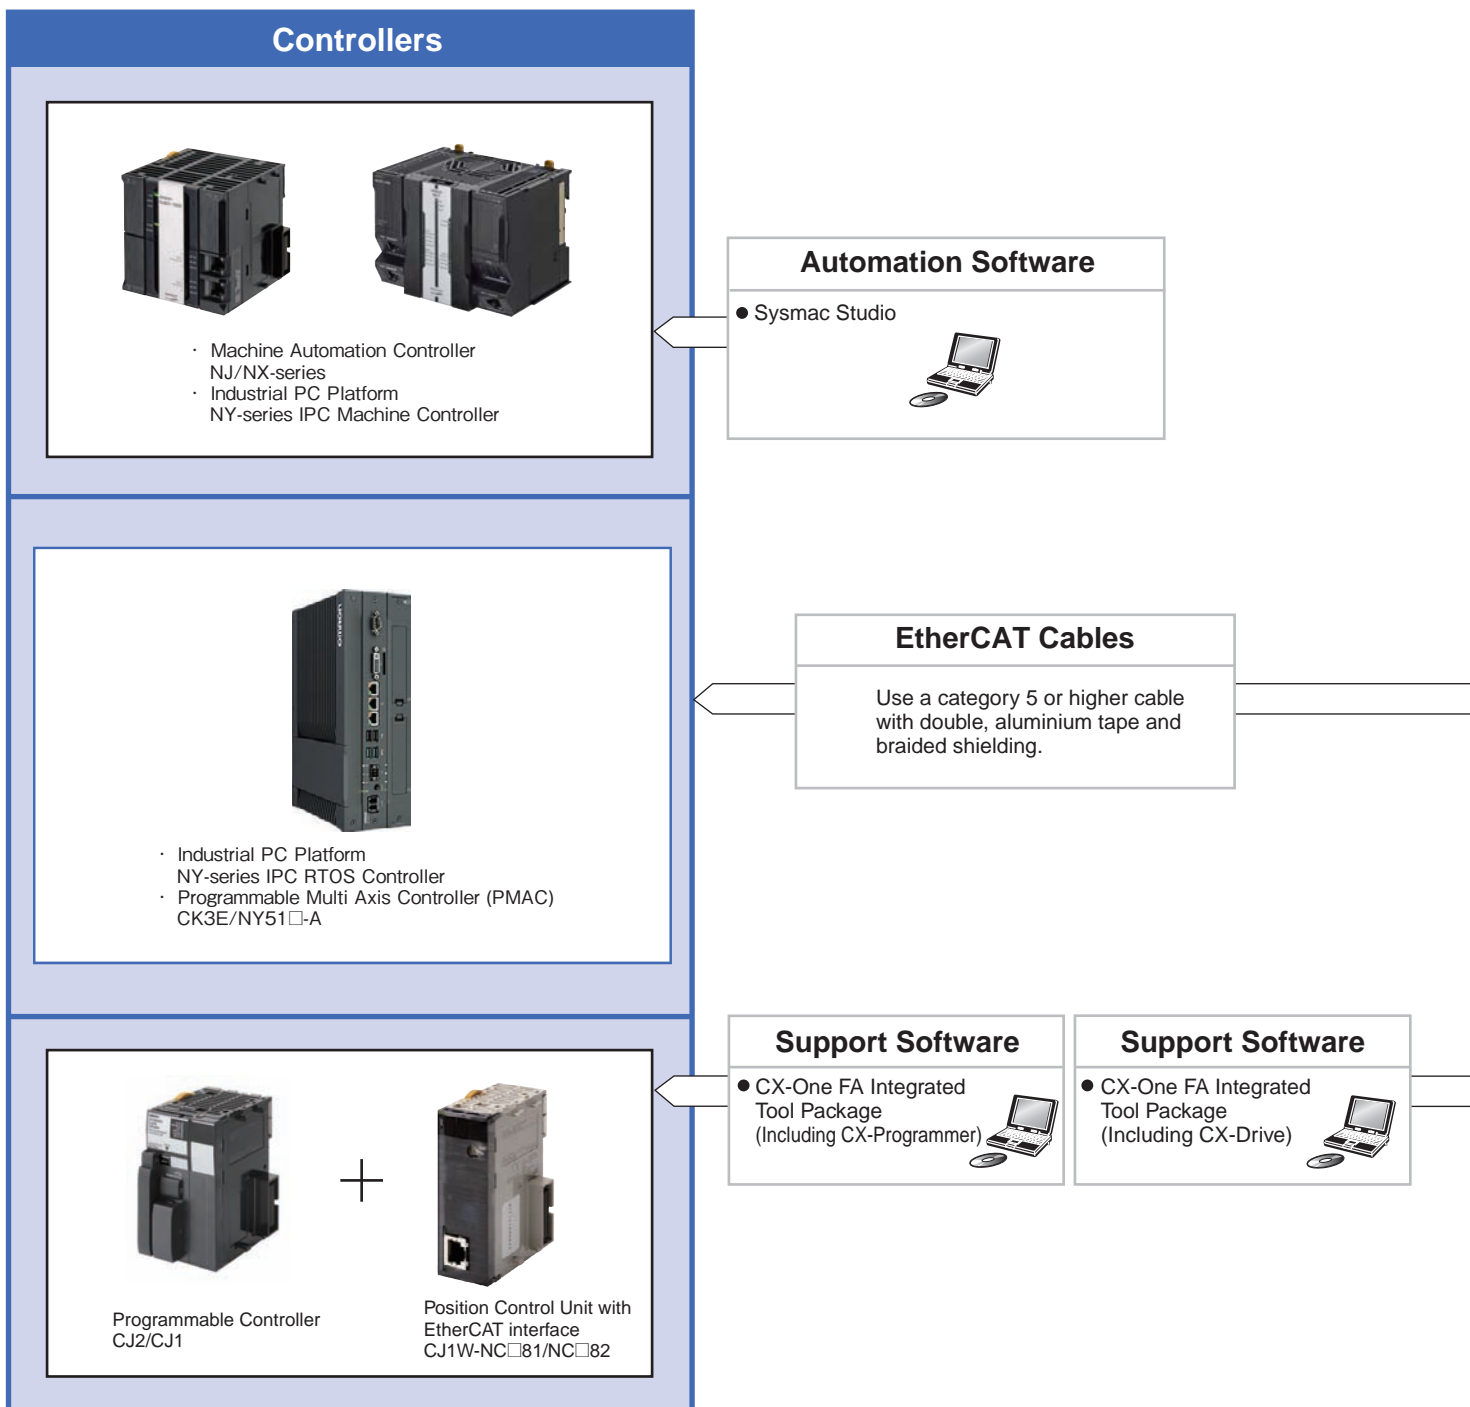 Controllers
· Machine Automation Controller
NJ/NX-series
· Industrial PC Platform
NY-series IPC Machine Controller
Automation Software
● Sysmac Studio
· Industrial PC Platform
NY-series IPC RTOS Controller
· Programmable Multi Axis Controller (PMAC)
CK3E/NY51□-A
EtherCAT Cables
Use a category 5 or higher cable
with double, aluminium tape and
braided shielding.
Programmable Controller
CJ2/CJ1
Position Control Unit with
EtherCAT interface
CJ1W-NC□81/NC□82
Support Software
● CX-One FA Integrated
Tool Package
(Including CX-Programmer)
Support Software
● CX-One FA Integrated
Tool Package
(Including CX-Drive)